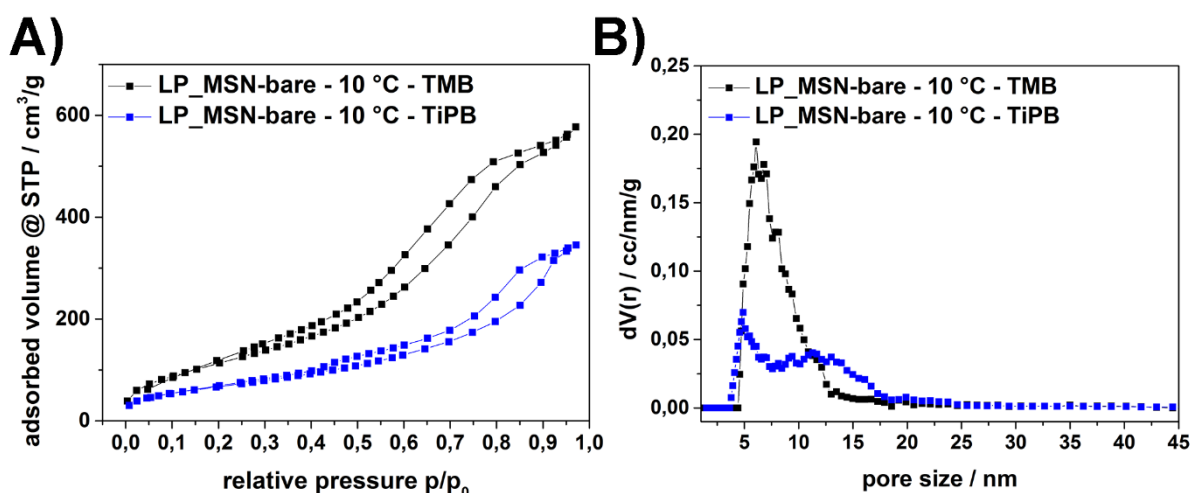 A)
LP_MSN-bare - 10 °C - TMB
LP_MSN-bare - 10 °C - TiPB
adsorbed volume @ STP / cm³/g
600
400
200
0
0,0 0,1 0,2 0,3 0,4 0,5 0,6 0,7 0,8 0,9 1,0
relative pressure p/p₀
B)
LP_MSN-bare - 10 °C - TMB
LP_MSN-bare - 10 °C - TiPB
dV(r) / cc/nm/g
0,25
0,20
0,15
0,10
0,05
0,00
5 10 15 20 25 30 35 40 45
pore size / nm